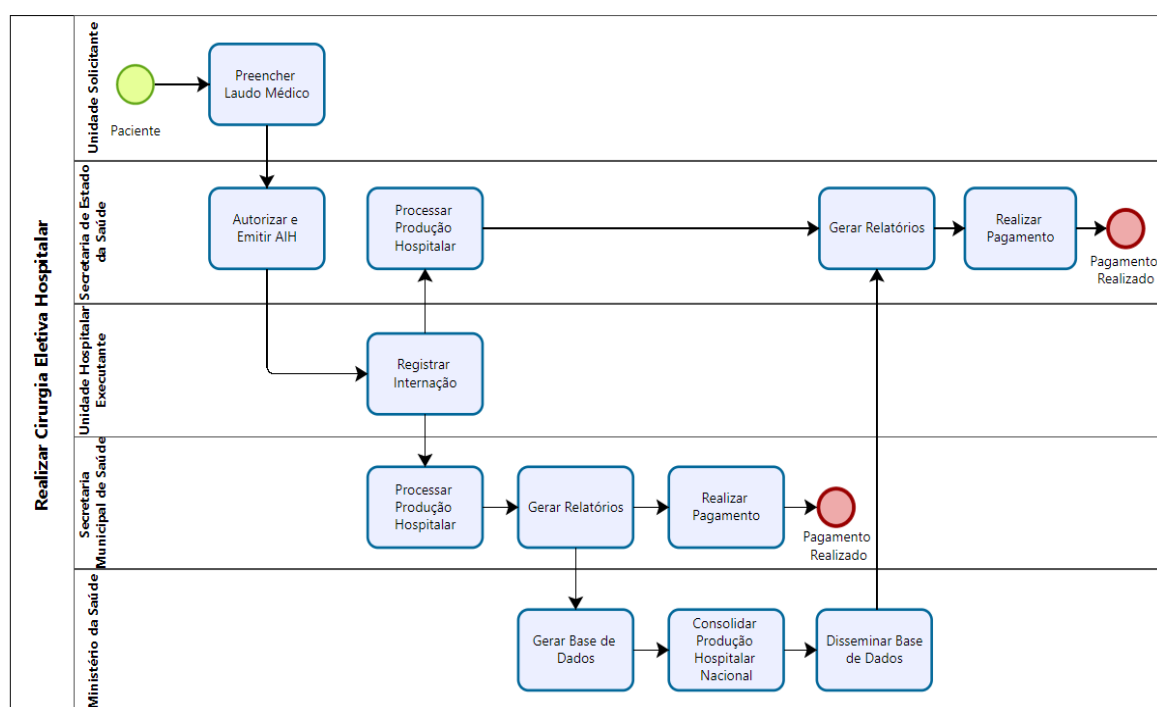 Realizar Cirurgia Eletiva Hospitalar
Unidade Solicitante
Paciente
Preencher
Laudo Médico
Secretaria de Estado
da Saúde
Autorizar e
Emitir AIH
Processar
Produção
Hospitalar
Gerar Relatórios
Realizar
Pagamento
Pagamento
Realizado
Unidade Hospitalar
Executante
Registrar
Internação
Secretaria
Municipal de Saúde
Processar
Produção
Hospitalar
Gerar Relatórios
Realizar
Pagamento
Pagamento
Realizado
Ministério da Saúde
Gerar Base de
Dados
Consolidar
Produção
Hospitalar
Nacional
Disseminar Base
de Dados